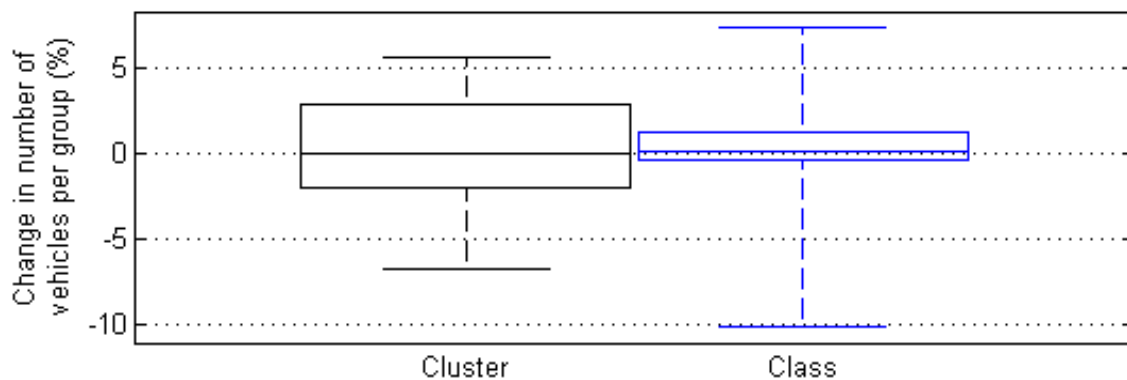 Change in number of
vehicles per group (%)
5
0
-5
-10
Cluster
Class